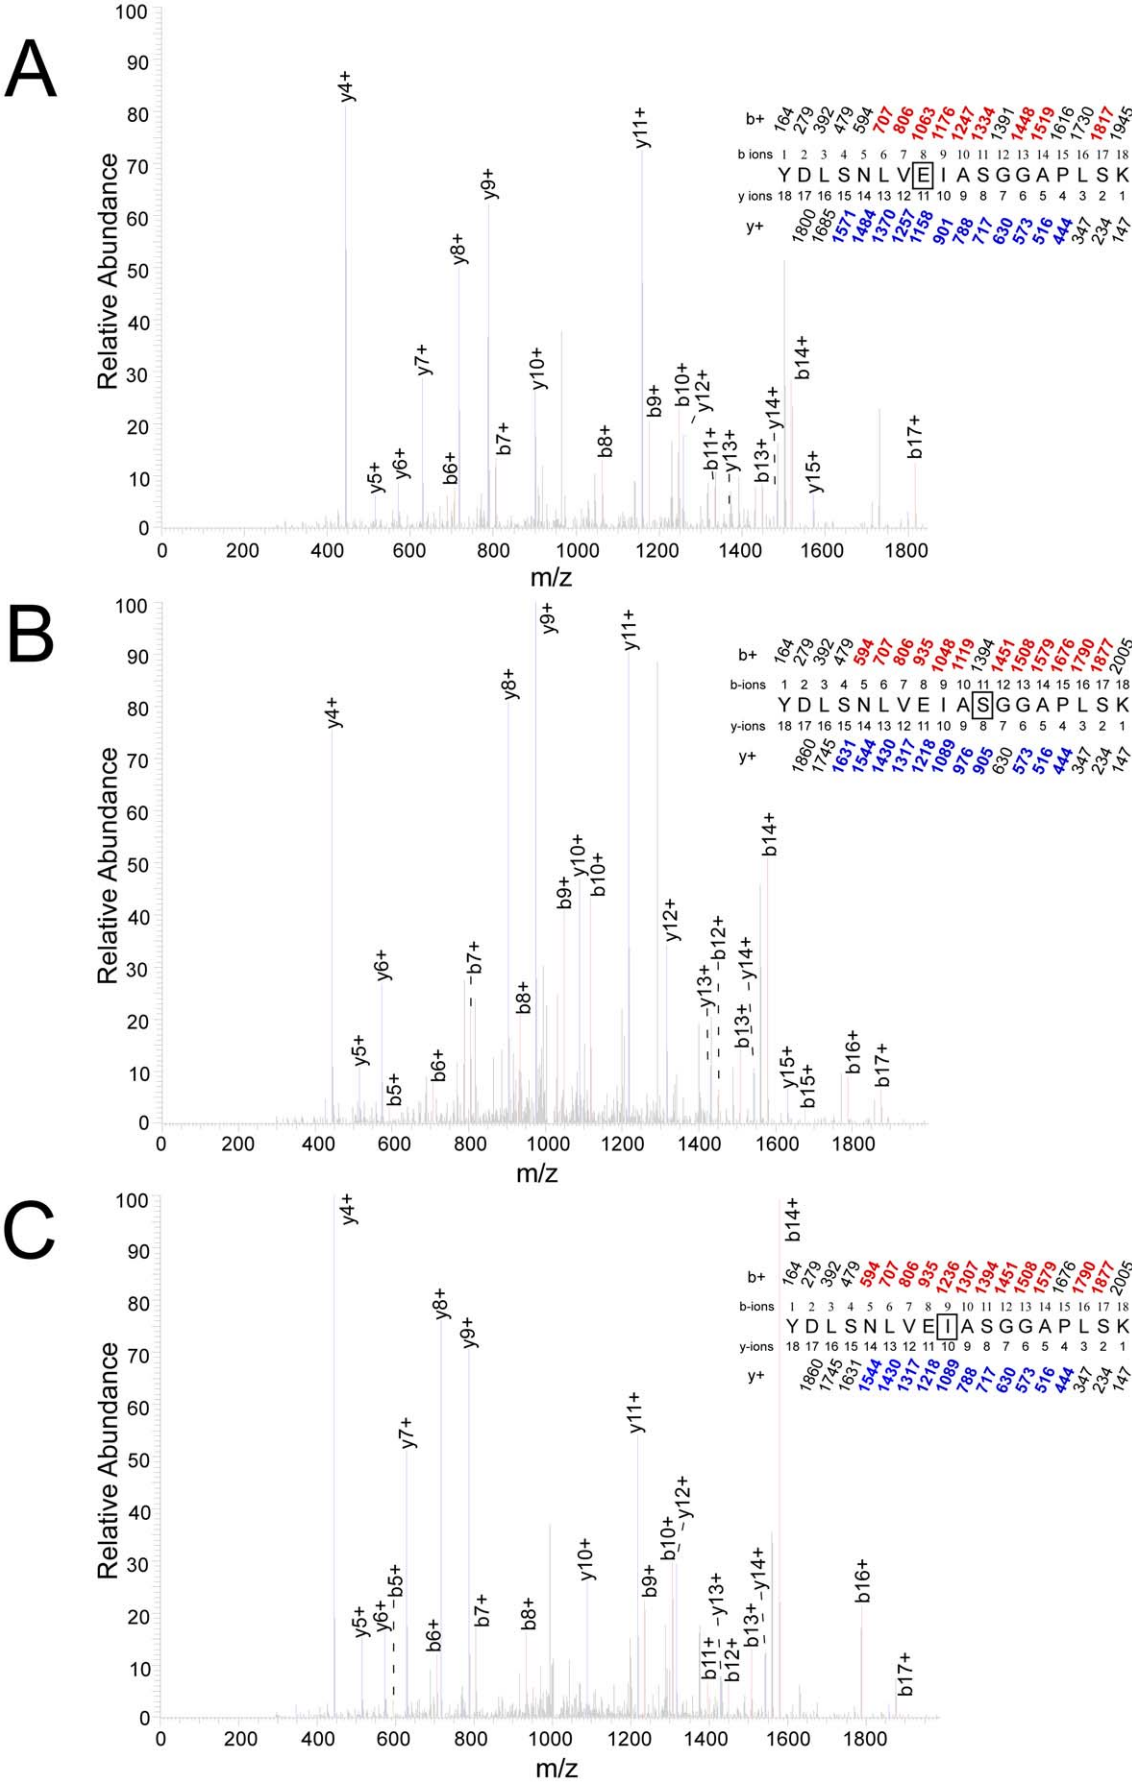 A
100
90
80
70
60
50
40
30
20
10
0
Relative Abundance
y4+
y5+
y6+
y7+
b6+
y8+
y9+
b7+
y10+
b8+
y11+
b9+
b10+
y12+
b11+
y13+
b13+
y14+
b14+
y15+
b17+
0 200 400 600 800 1000 1200 1400 1600 1800
m/z
b+ 164 279 392 479 594 707 806 1063 1176 1247 1334 1391 1448 1519 1616 1730 1817 1945
b ions 1 2 3 4 5 6 7 8 9 10 11 12 13 14 15 16 17 18
Y D L S N L V E I A S G G A P L S K
y ions 18 17 16 15 14 13 12 11 10 9 8 7 6 5 4 3 2 1
y+ 1800 1685 1571 1484 1370 1257 1158 901 788 717 630 573 516 444 347 234 147
B
100
90
80
70
60
50
40
30
20
10
0
Relative Abundance
y4+
y5+
y6+
b5+
b6+
b7+
y8+
b8+
y9+
b9+
y10+
b10+
y11+
y12+
y13+
b12+
b13+
y14+
b14+
y15+
b15+
b16+
b17+
0 200 400 600 800 1000 1200 1400 1600 1800
m/z
b+ 164 279 392 479 594 707 806 935 1048 1119 1394 1451 1508 1579 1676 1790 1877 2005
b-ions 1 2 3 4 5 6 7 8 9 10 11 12 13 14 15 16 17 18
Y D L S N L V E I A S G G A P L S K
y-ions 18 17 16 15 14 13 12 11 10 9 8 7 6 5 4 3 2 1
y+ 1860 1745 1631 1544 1430 1317 1218 1089 976 905 630 573 516 444 347 234 147
C
100
90
80
70
60
50
40
30
20
10
0
Relative Abundance
y4+
y5+
y6+
b5+
y7+
b6+
y8+
y9+
b7+
b8+
y10+
y11+
b9+
b10+
y12+
b11+
y13+
b12+
b13+
y14+
b14+
b16+
b17+
0 200 400 600 800 1000 1200 1400 1600 1800
m/z
b+ 164 279 392 479 594 707 806 935 1236 1307 1394 1451 1508 1579 1676 1790 1877 2005
b-ions 1 2 3 4 5 6 7 8 9 10 11 12 13 14 15 16 17 18
Y D L S N L V E I A S G G A P L S K
y-ions 18 17 16 15 14 13 12 11 10 9 8 7 6 5 4 3 2 1
y+ 1860 1745 1631 1544 1430 1317 1218 1089 788 717 630 573 516 444 347 234 147